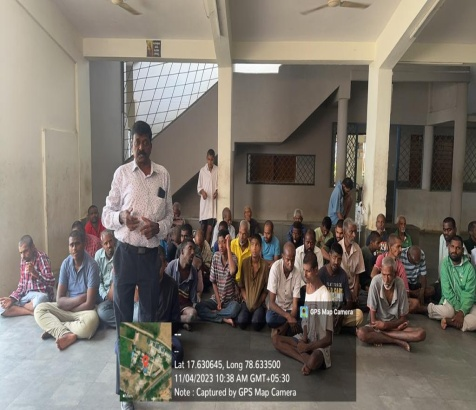 GPS Map Camera
Lat 17.630645, Long 78.633500
11/04/2023 10:38 AM GMT+05:30
Note : Captured by GPS Map Camera